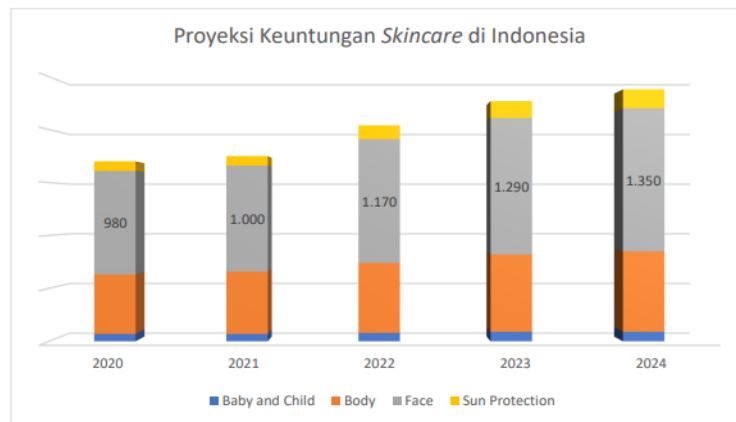 Proyeksi Keuntungan Skincare di Indonesia
980
1.000
1.170
1.290
1.350
2020
2021
2022
2023
2024
Baby and Child
Body
Face
Sun Protection